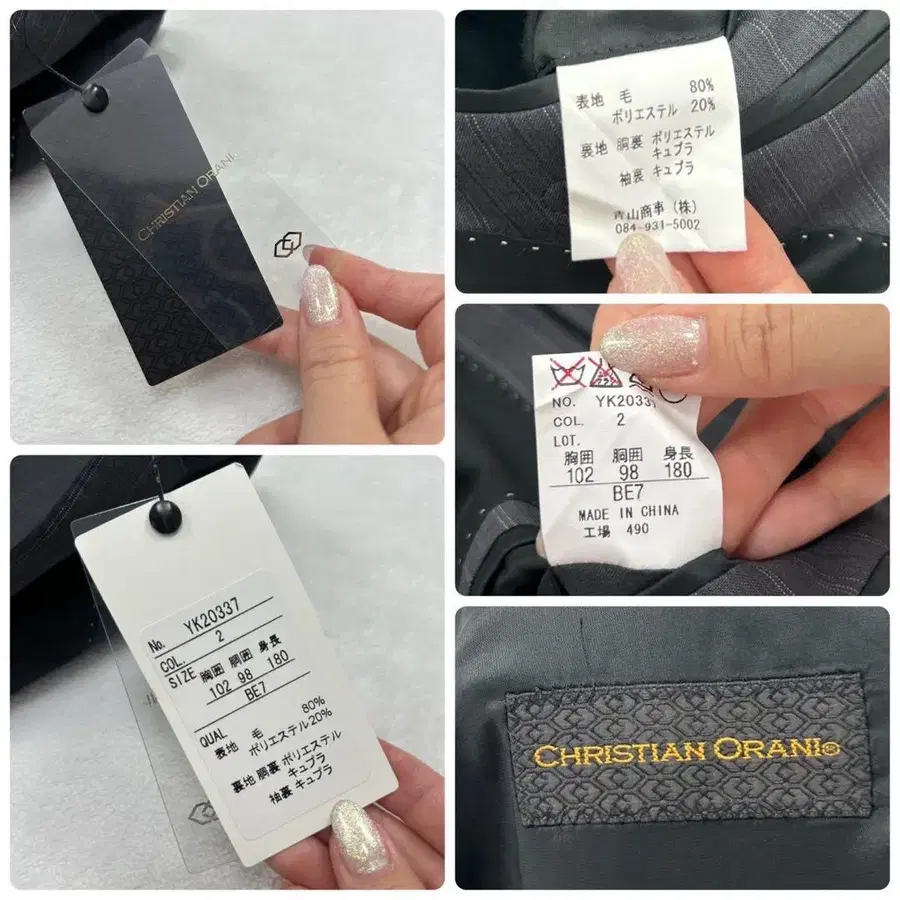 CHRISTIAN ORANI
表地 毛 80%
ポリエステル 20%
裏地 胴裏 ポリエステル
キュプラ
袖裏 キュプラ
青山商事(株)
084-931-5002
NO. YK20337
COL. 2
LOT.
胸囲 胴囲 身長
102 98 180
BE7
MADE IN CHINA
工場 490
No. YK20337
COL. 2
SIZE 胸囲 胴囲 身長
102 98 180
BE7
QUAL 毛 80%
表地 ポリエステル20%
裏地 胴裏 ポリエステル
キュプラ
袖裏 キュプラ
CHRISTIAN ORANI®